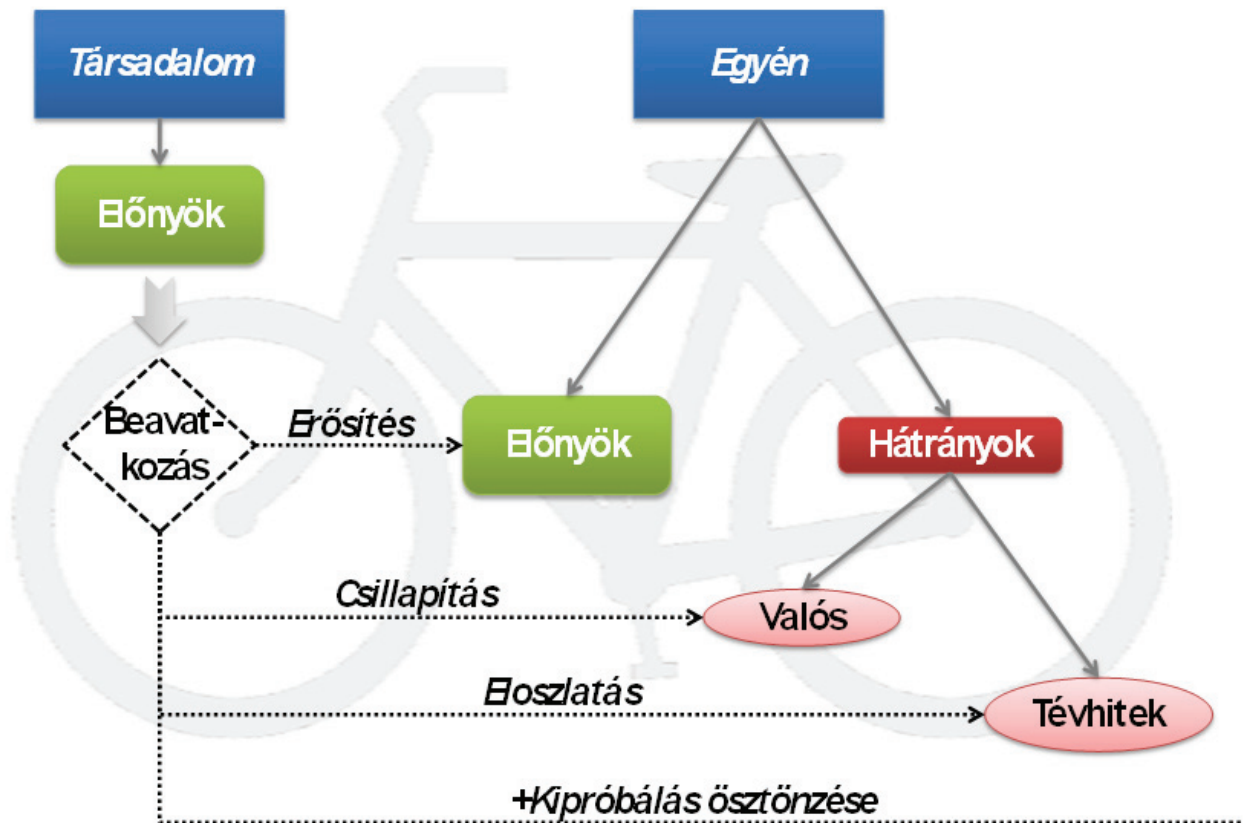 Társadalom
Egyén
Előnyök
Beavat-
kozás
Erősítés
Előnyök
Hátrányok
Csillapítás
Valós
Eloszlatás
Tévhitek
+Kipróbálás ösztönzése